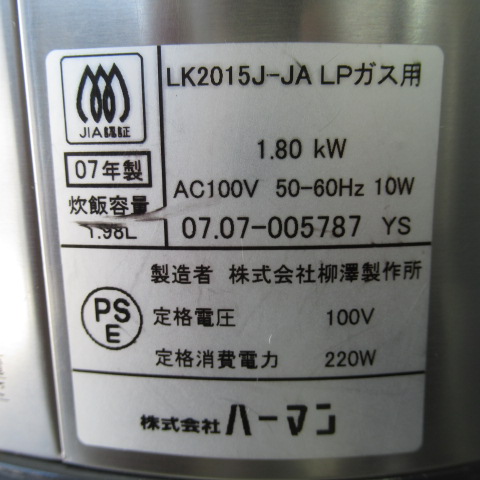 LK2015J-JA LPガス用
JIA認証
07年製
1.80 kW
AC100V 50-60Hz 10W
炊飯容量
1.98L
07.07-005787 YS
製造者 株式会社柳澤製作所
PS
E
定格電圧 100V
定格消費電力 220W
株式会社 ハーマン